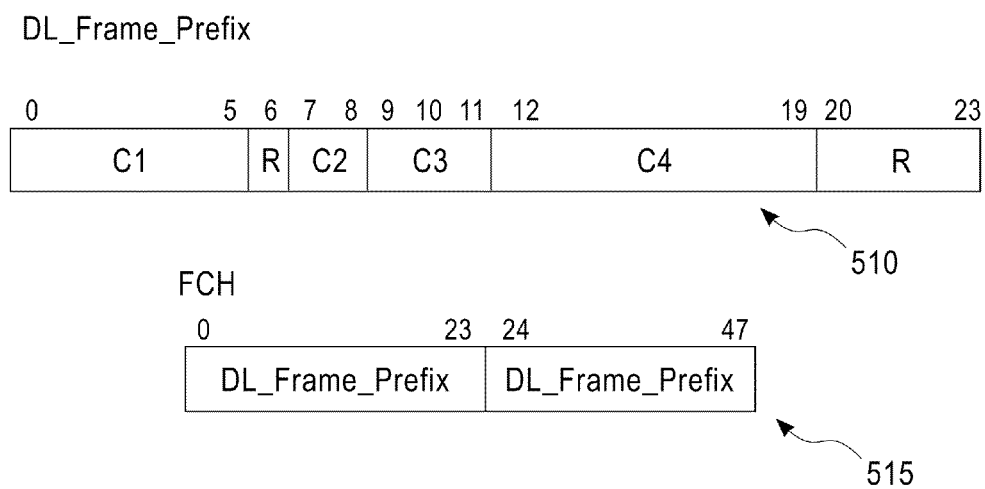 DL_Frame_Prefix
0 5 6 7 8 9 10 11 12 19 20 23
C1 R C2 C3 C4 R
510
FCH
0 23 24 47
DL_Frame_Prefix DL_Frame_Prefix
515